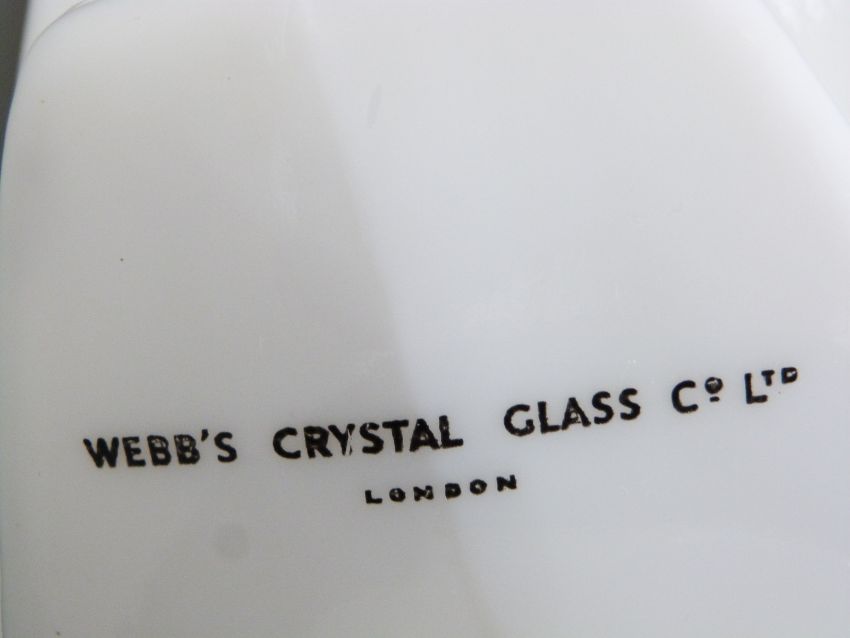 WEBB'S CRYSTAL GLASS Cº LTD
LONDON